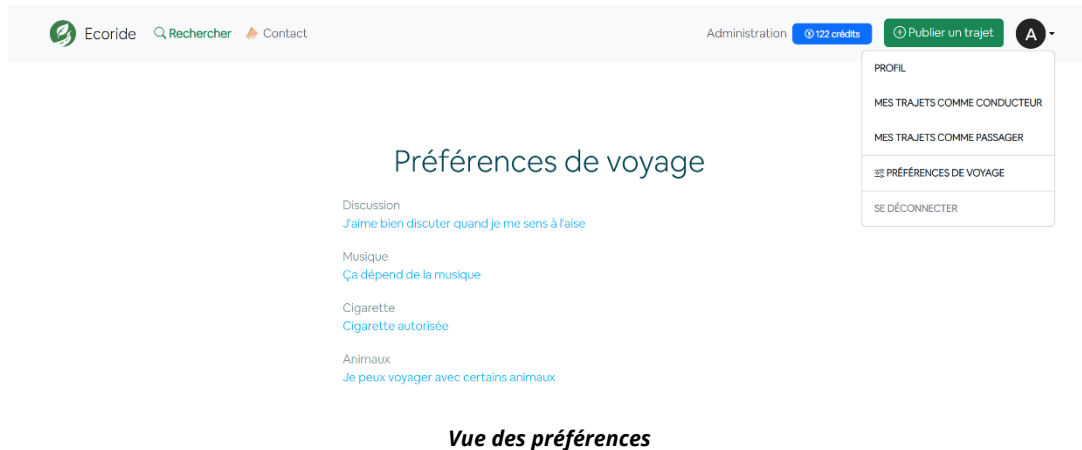 Ecoride Rechercher Contact Administration 122 crédits Publier un trajet A
PROFIL
MES TRAJETS COMME CONDUCTEUR
MES TRAJETS COMME PASSAGER
PRÉFÉRENCES DE VOYAGE
SE DÉCONNECTER
Préférences de voyage
Discussion
J'aime bien discuter quand je me sens à l'aise
Musique
Ça dépend de la musique
Cigarette
Cigarette autorisée
Animaux
Je peux voyager avec certains animaux
Vue des préférences